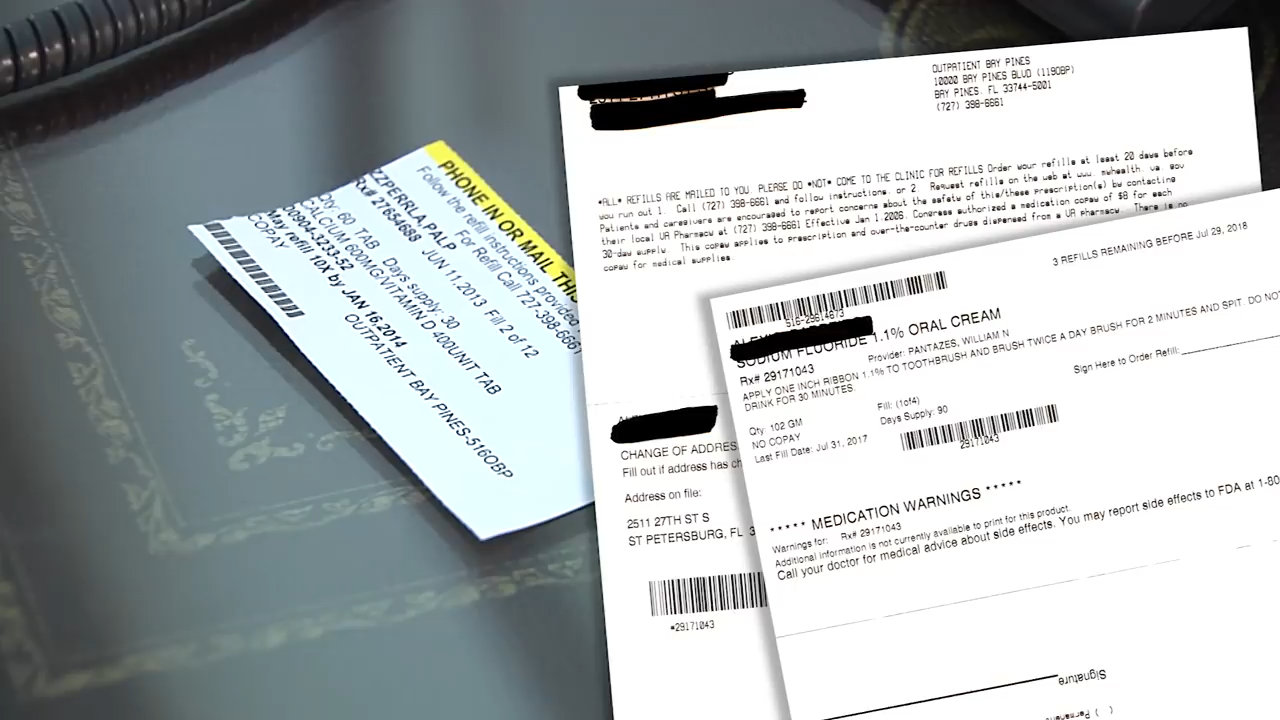 PHONE IN OR MAIL THIS
Follow the refill instructions provided
For Refill Call 727-398-6661
ZPERRLA,PALP
Rx# 27654688 JUN 11,2013 Fill 2 of 12
Qty: 60 TAB Days supply: 30
CALCIUM 600MG/VITAMIN D 400UNIT TAB
00904-3233-52
May Refill 10X by JAN 16,2014
COPAY OUTPATIENT BAY PINES-516OBP
OUTPATIENT BAY PINES
10000 BAY PINES BLVD (119OBP)
BAY PINES, FL 33744-5001
(727) 398-6661
*ALL* REFILLS ARE MAILED TO YOU. PLEASE DO *NOT* COME TO THE CLINIC FOR REFILLS Order your refills at least 20 days before
you run out 1. Call (727) 398-6661 and follow instructions, or 2. Request refills on the web at www. myhealth. va. gov
Patients and caregivers are encouraged to report concerns about the safety of this/these prescription(s) by contacting
their local VA Pharmacy at (727) 398-6661 Effective Jan 1,2006, Congress authorized a medication copay of $8 for each
30-day supply. This copay applies to prescription and over-the-counter drugs dispensed from a VA Pharmacy. There is no
copay for medical supplies.
CHANGE OF ADDRES
Fill out if address has ch
Address on file:
2511 27TH ST S
ST PETERSBURG, FL 3
*29171043
3 REFILLS REMAINING BEFORE Jul 29, 2018
SODIUM FLUORIDE 1.1% ORAL CREAM
Rx# 29171043 Provider: PANTAZES, WILLIAM N
APPLY ONE INCH RIBBON 1.1% TO TOOTHBRUSH AND BRUSH TWICE A DAY BRUSH FOR 2 MINUTES AND SPIT. DO NOT
DRINK FOR 30 MINUTES.
Sign Here to Order Refill:
Qty: 102 GM Fill: (1of4)
NO COPAY Days Supply: 90
Last Fill Date: Jul 31, 2017
29171043
***** MEDICATION WARNINGS *****
Warnings for: Rx# 29171043
Additional information is not currently available to print for this product.
Call your doctor for medical advice about side effects. You may report side effects to FDA at 1-80
Signature
( ) Permanent